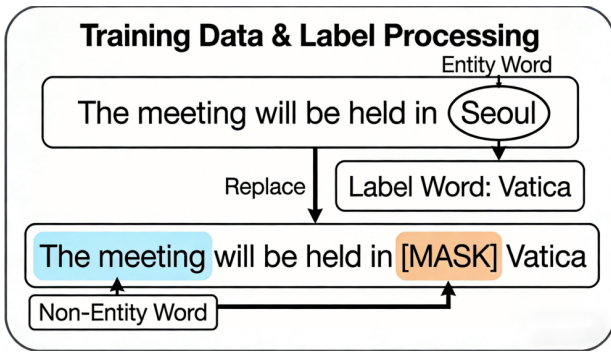 Training Data & Label Processing
Entity Word
The meeting will be held in Seoul
Replace
Label Word: Vatica
The meeting will be held in [MASK] Vatica
Non-Entity Word